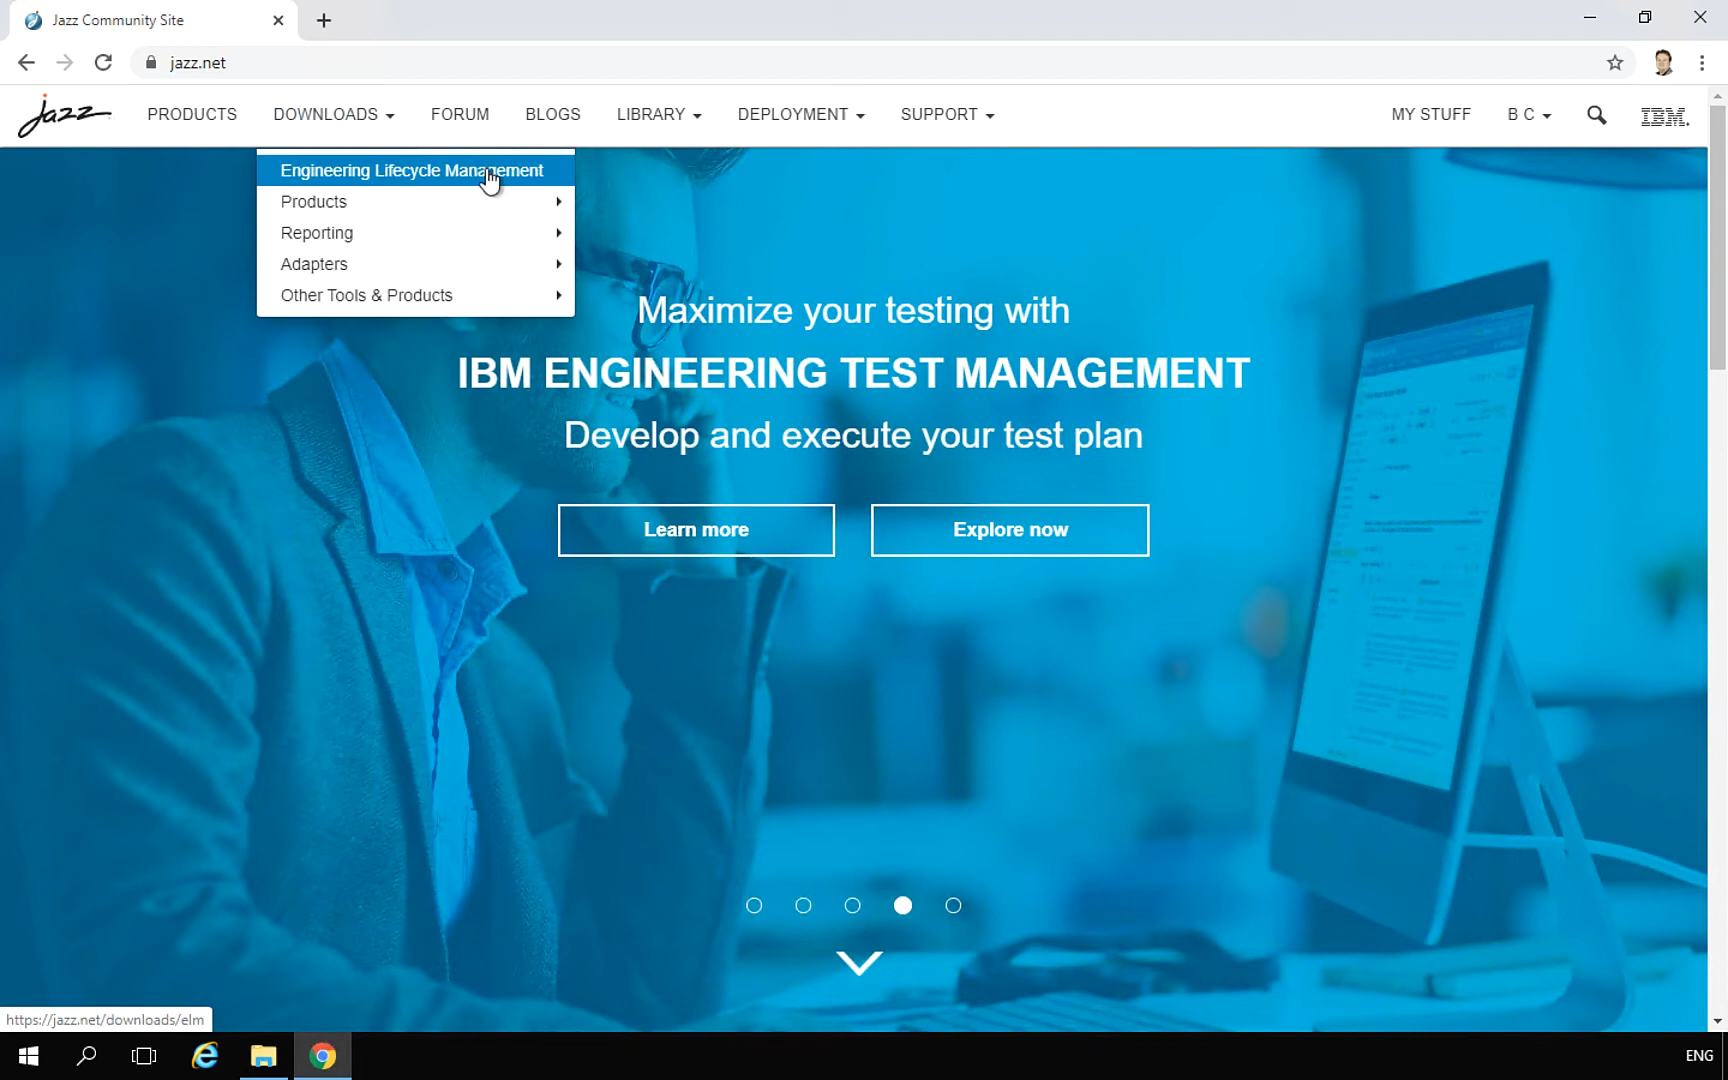 Jazz Community Site
jazz.net
Jazz
PRODUCTS
DOWNLOADS
FORUM
BLOGS
LIBRARY
DEPLOYMENT
SUPPORT
MY STUFF
B C
IBM.
Engineering Lifecycle Management
Products
Reporting
Adapters
Other Tools & Products
Maximize your testing with
IBM ENGINEERING TEST MANAGEMENT
Develop and execute your test plan
Learn more
Explore now
https://jazz.net/downloads/elm
ENG